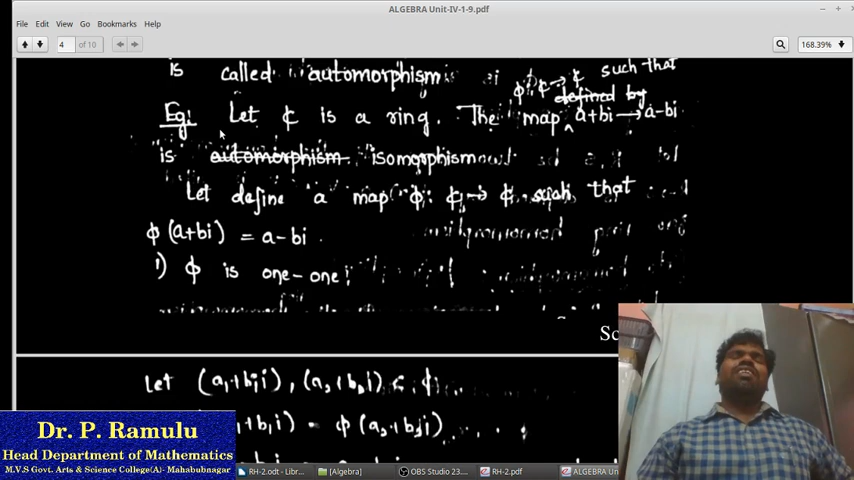 ALGEBRA Unit-IV-1-9.pdf
File Edit View Go Bookmarks Help
4 of 10
168.39%
is called automorphism
φ: ¢ → ¢ such that
defined by
Eg: Let ¢ is a ring. The map a+bi → a-bi
is automorphism isomorphism
Let define a map φ: ¢ → ¢ such that
φ(a+bi) = a-bi
1) φ is one-one;
Sc
Let (a₁+b₁i), (a₂+b₂i) ∈ ¢
+b₁i) = φ(a₂+b₂i)
Dr. P. Ramulu
Head Department of Mathematics
M.V.S Govt. Arts & Science College(A)- Mahabubnagar
RH-2.odt - Libr...
[Algebra]
OBS Studio 23....
RH-2.pdf
ALGEBRA Un